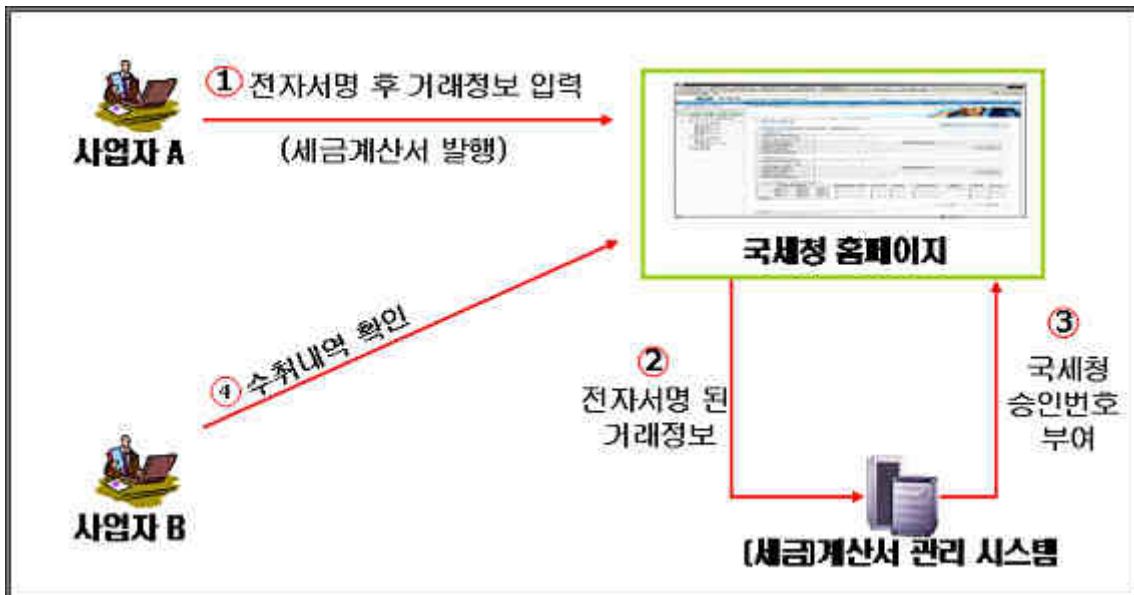 ① 전자서명 후 거래정보 입력
(세금계산서 발행)
사업자 A
국세청 홈페이지
④ 수취내역 확인
②
전자서명 된
거래정보
③
국세청
승인번호
부여
사업자 B
(세금)계산서 관리 시스템